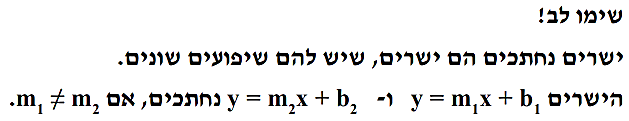 שימו לב!
ישרים נחתכים הם ישרים, שיש להם שיפועים שונים.
הישרים y = m₁x + b₁ ו- y = m₂x + b₂ נחתכים, אם m₁ ≠ m₂.